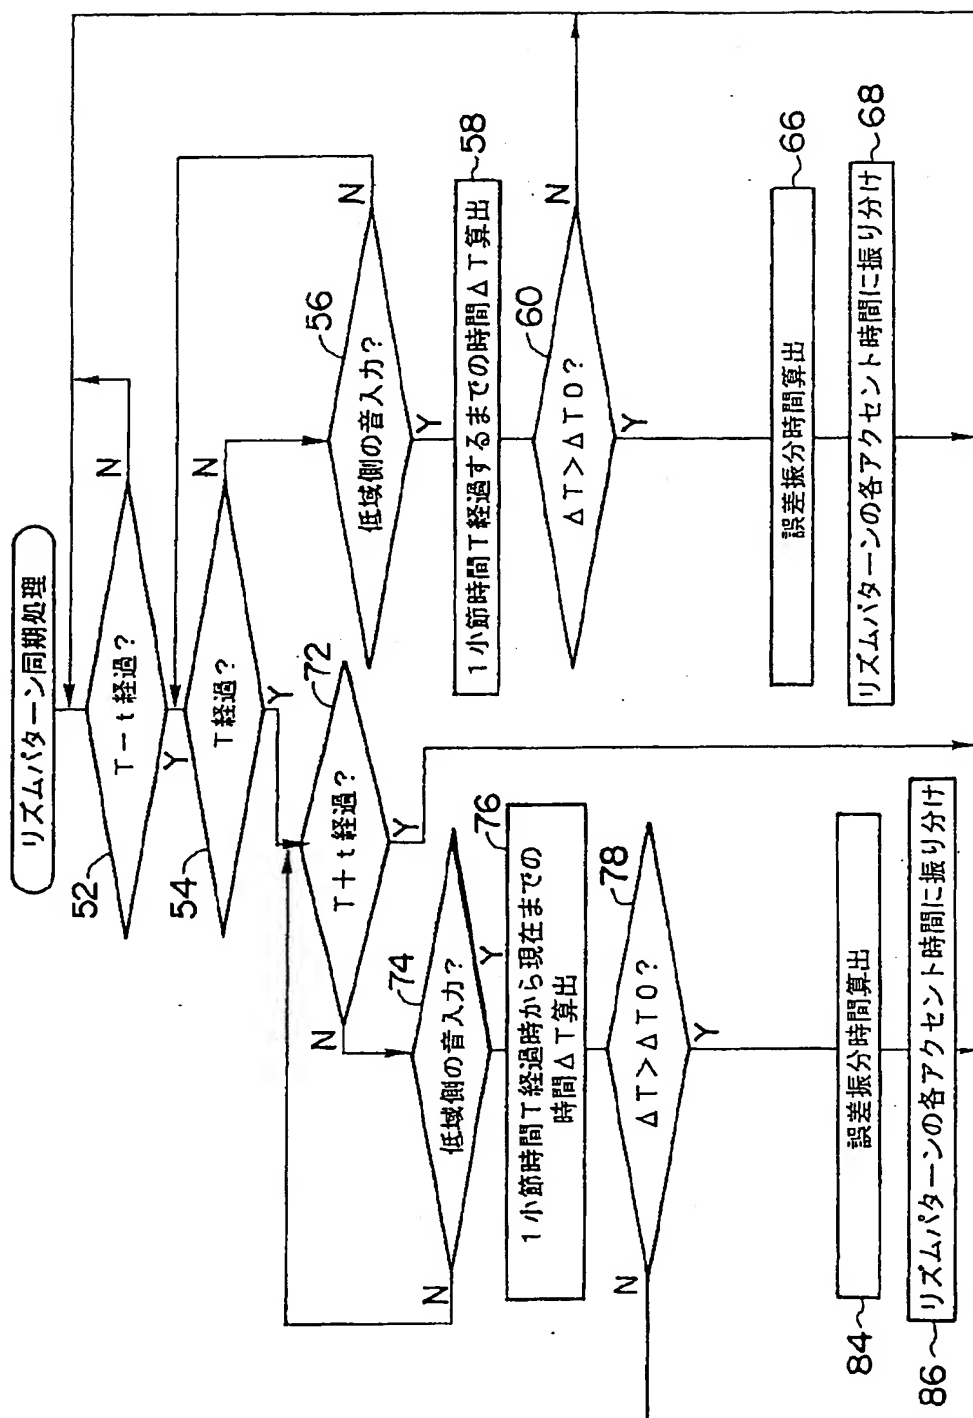 リズムパターン同期処理
T－t経過？
52
N
Y
T経過？
54
N
Y
低域側の音入力？
56
N
Y
1小節時間T経過するまでの時間ΔT算出
58
ΔT＞ΔT0？
60
N
Y
誤差振分時間算出
66
リズムパターンの各アクセント時間に振り分け
68
T＋t経過？
72
N
Y
低域側の音入力？
74
N
Y
1小節時間T経過時から現在までの
時間ΔT算出
76
ΔT＞ΔT0？
78
N
Y
誤差振分時間算出
84
リズムパターンの各アクセント時間に振り分け
86